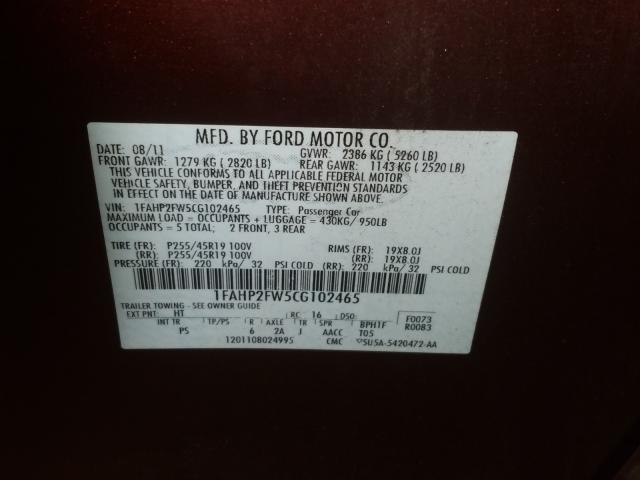 MFD. BY FORD MOTOR CO.
DATE: 08/11 GVWR: 2386 KG ( 5260 LB)
FRONT GAWR: 1279 KG ( 2820 LB) REAR GAWR: 1143 KG ( 2520 LB)
THIS VEHICLE CONFORMS TO ALL APPLICABLE FEDERAL MOTOR
VEHICLE SAFETY, BUMPER, AND THEFT PREVENTION STANDARDS
IN EFFECT ON THE DATE OF MANUFACTURE SHOWN ABOVE.
VIN: 1FAHP2FW5CG102465 TYPE: Passenger Car
MAXIMUM LOAD = OCCUPANTS + LUGGAGE = 430KG/ 950LB
OCCUPANTS = 5 TOTAL; 2 FRONT, 3 REAR
TIRE (FR): P255/45R19 100V RIMS (FR): 19X8.0J
(RR): P255/45R19 100V (RR): 19X8.0J
PRESSURE (FR): 220 kPa/ 32 PSI COLD (RR): 220 kPa/ 32 PSI COLD
1FAHP2FW5CG102465
TRAILER TOWING - SEE OWNER GUIDE
EXT PNT: HT RC: 16 DSO: F0073
INT TR TP/PS R AXLE TR SPR BPH1F R0083
PS 6 2A J AACC T05
1201108024995 CMC 5U5A-5420472-AA